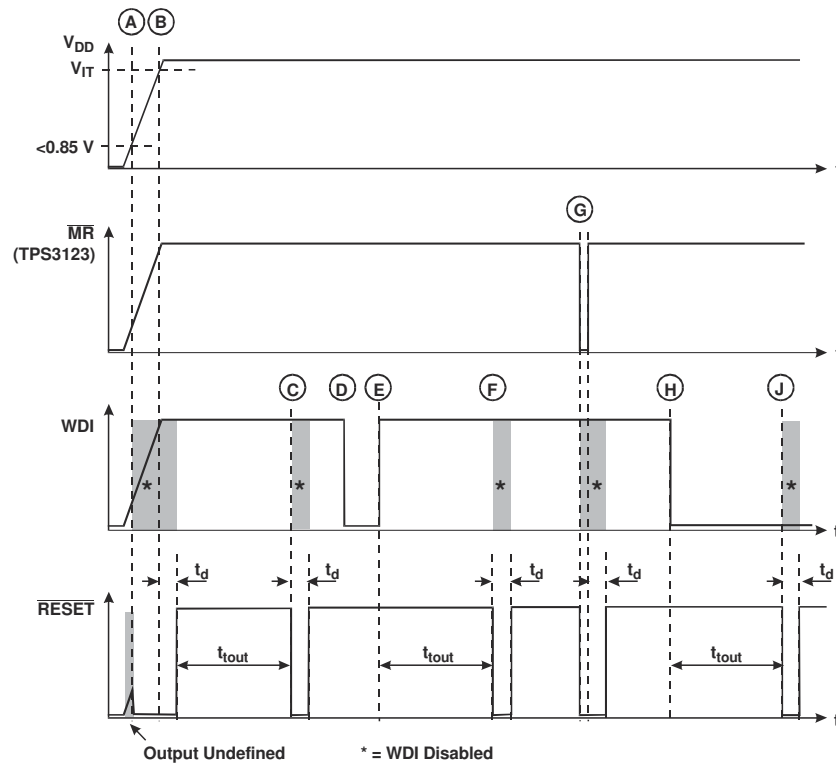 A B
VDD
VIT
<0.85 V
t
G
MR
(TPS3123)
t
C D E F H J
WDI
* * * * *
t
td td td td td
RESET
ttout ttout ttout
t
Output Undefined * = WDI Disabled